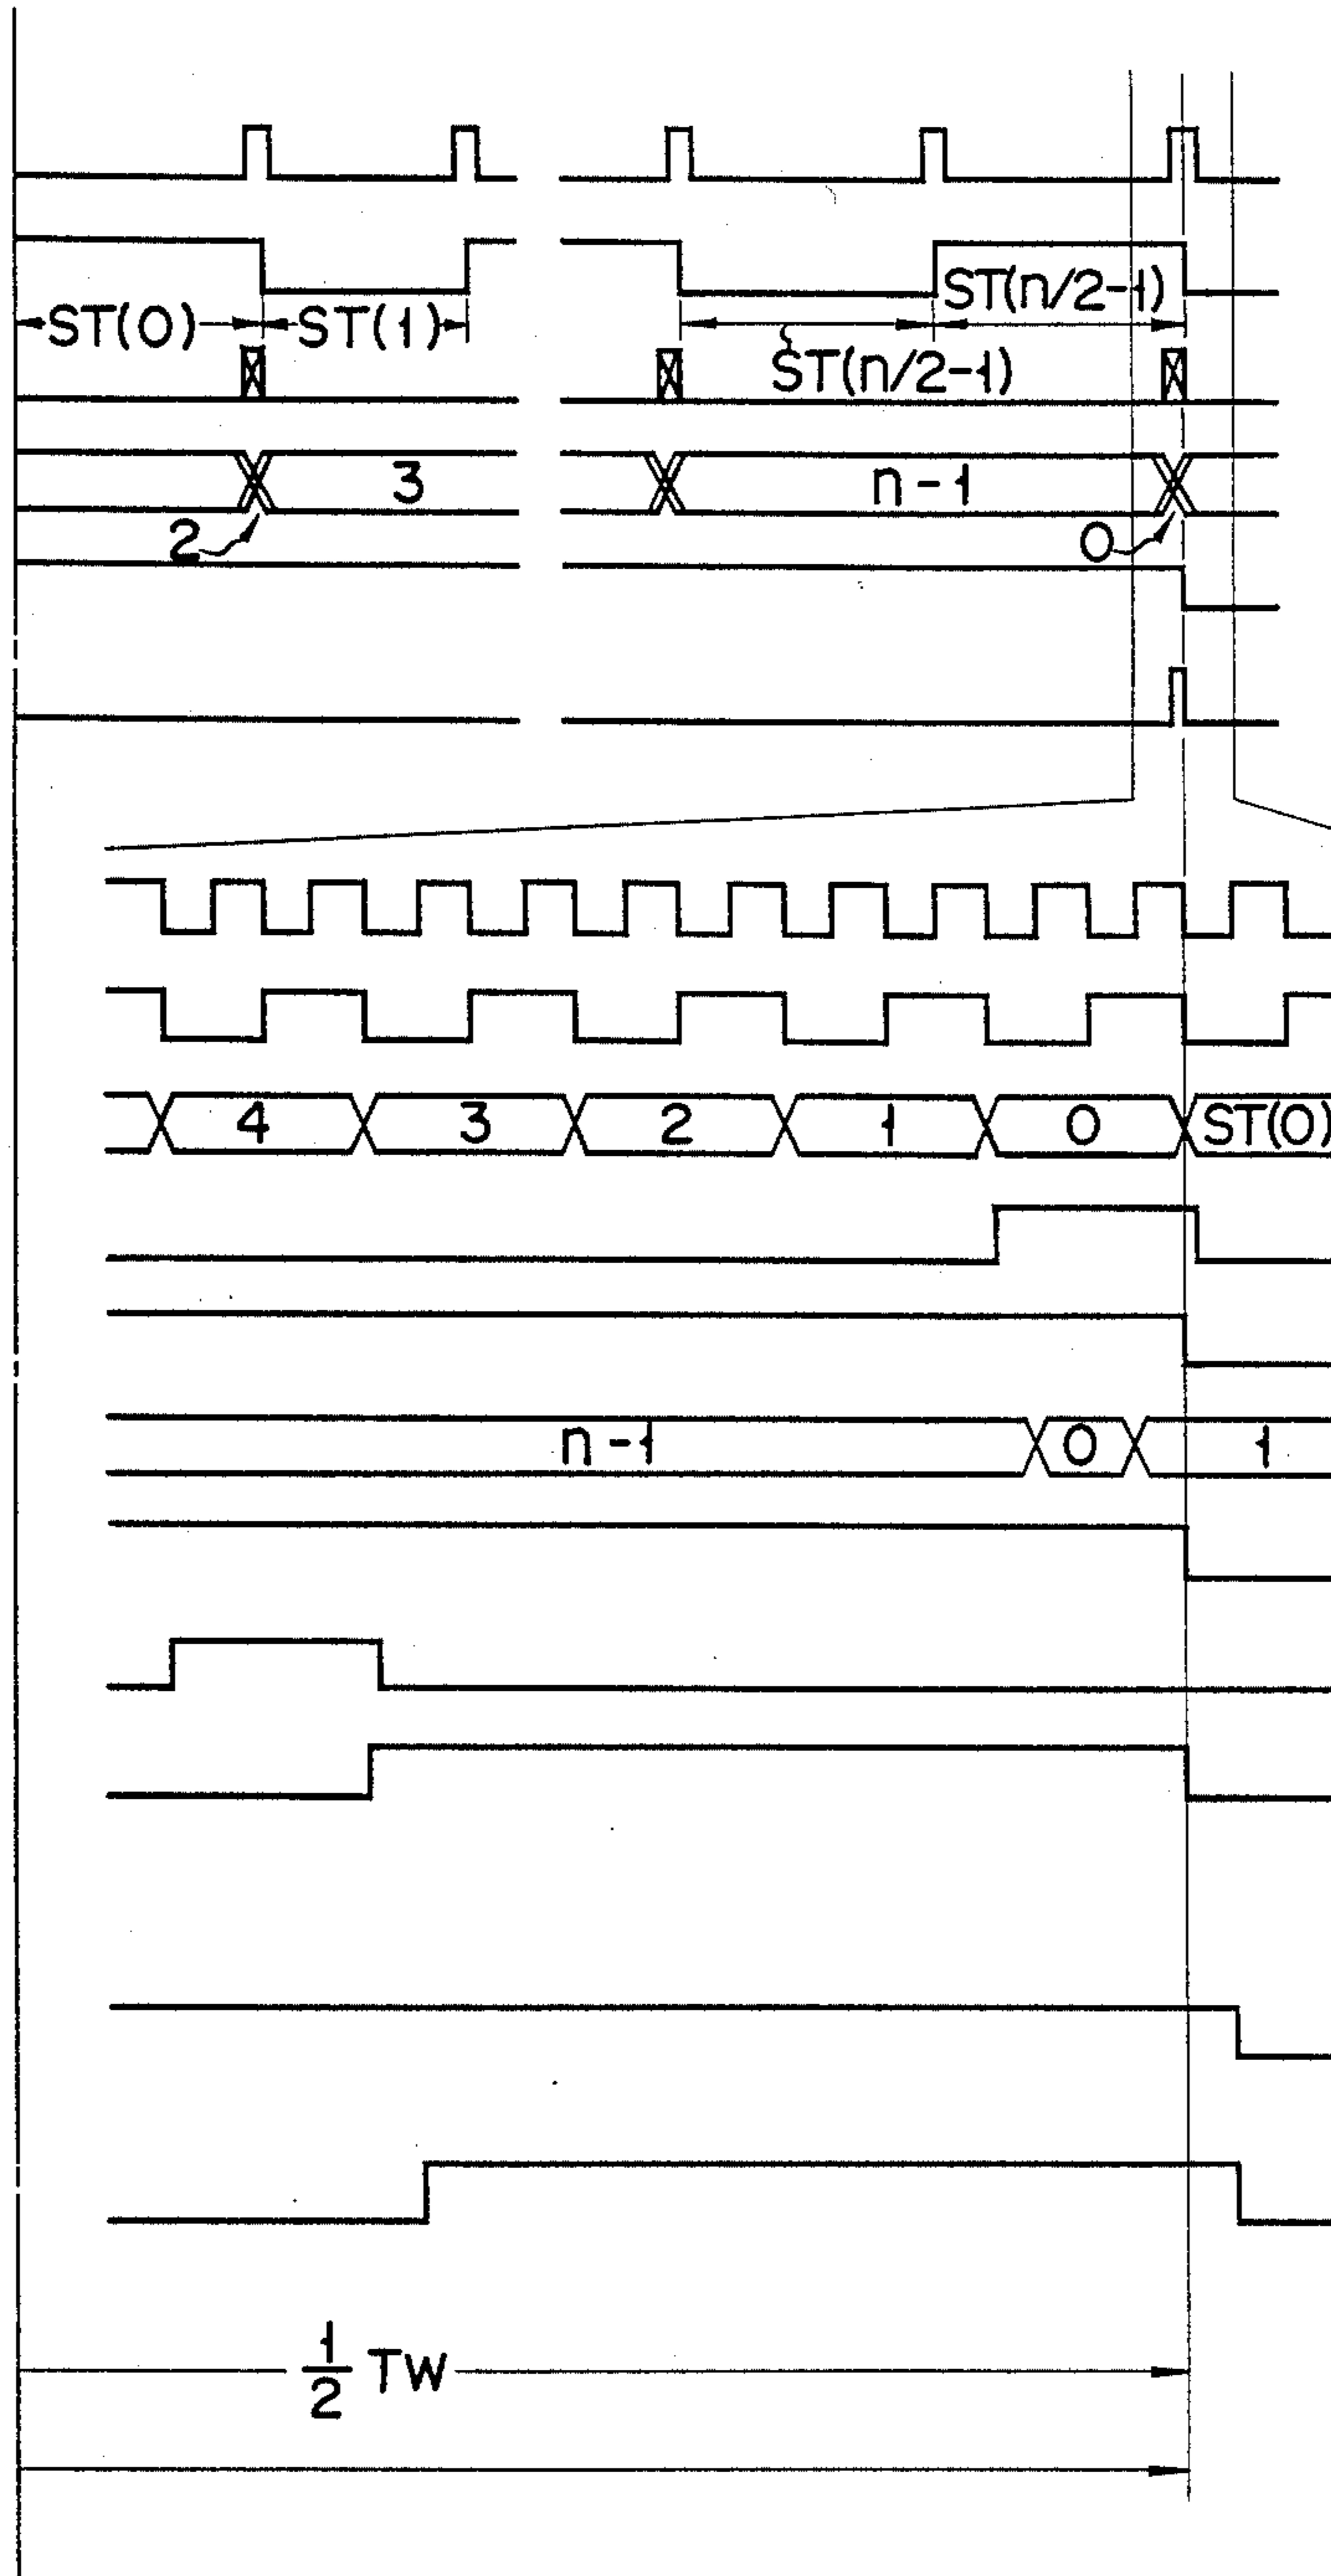 ST(n/2-1)
ST(0) ST(1)
ST(n/2-1)
3 n-1
2 0
4 3 2 1 0 ST(0)
n-1 0 1
1/2 TW